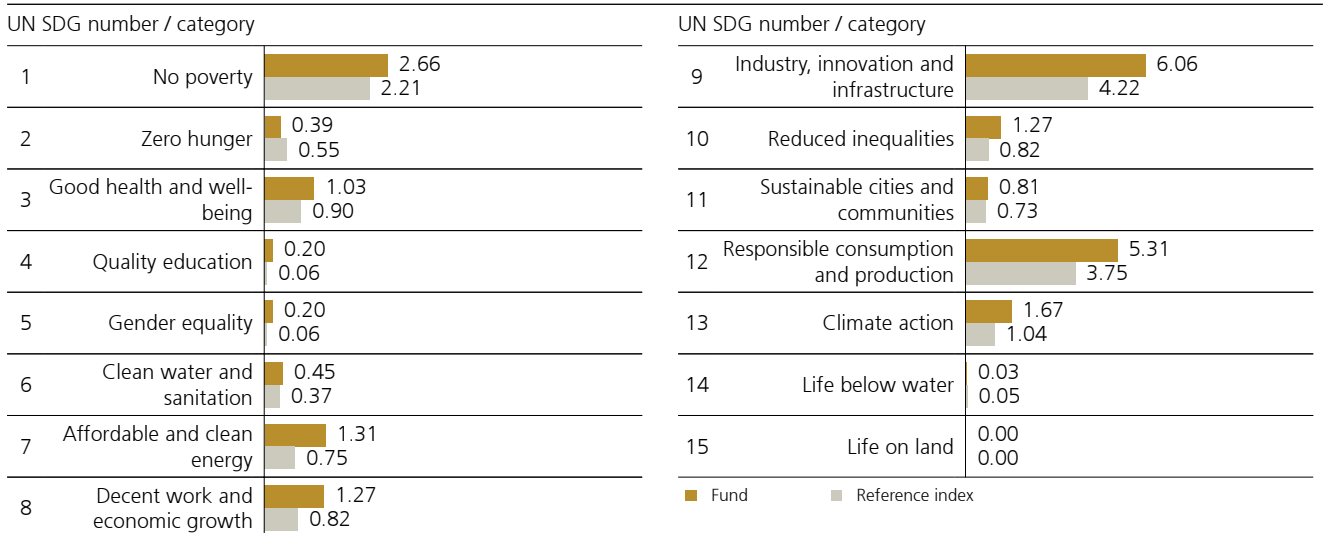 UN SDG number / category
1 No poverty 2.66
2.21
2 Zero hunger 0.39
0.55
3 Good health and well-
being 1.03
0.90
4 Quality education 0.20
0.06
5 Gender equality 0.20
0.06
6 Clean water and
sanitation 0.45
0.37
7 Affordable and clean
energy 1.31
0.75
8 Decent work and
economic growth 1.27
0.82
UN SDG number / category
9 Industry, innovation and
infrastructure 6.06
4.22
10 Reduced inequalities 1.27
0.82
11 Sustainable cities and
communities 0.81
0.73
12 Responsible consumption
and production 5.31
3.75
13 Climate action 1.67
1.04
14 Life below water 0.03
0.05
15 Life on land 0.00
0.00
Fund Reference index